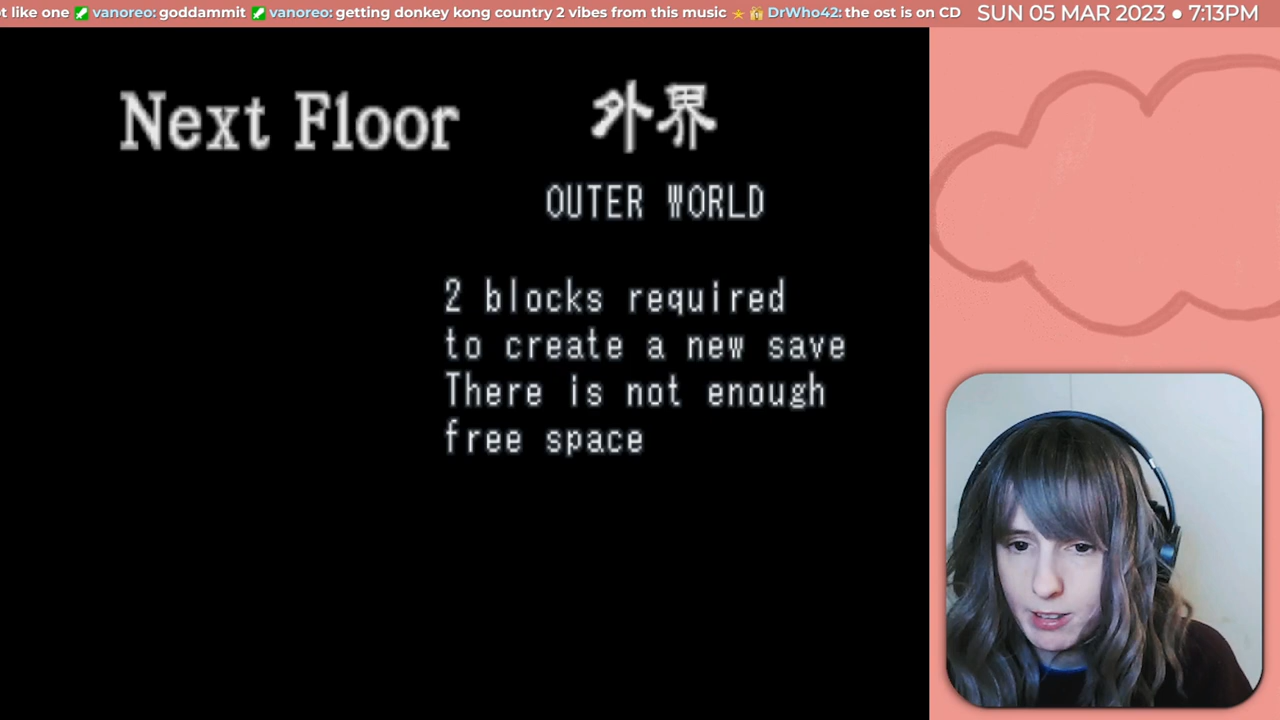 ot like one vanoreo: goddammit vanoreo: getting donkey kong country 2 vibes from this music DrWho42: the ost is on CD SUN 05 MAR 2023 ● 7:13PM
Next Floor 外界
OUTER WORLD
2 blocks required
to create a new save
There is not enough
free space